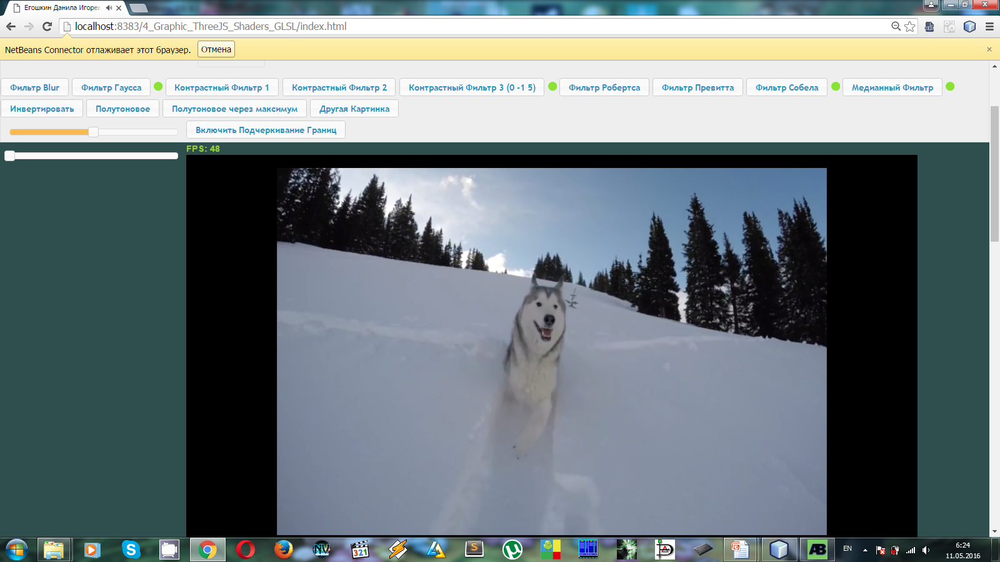 Егошкин Данила Игорев
localhost:8383/4_Graphic_ThreeJS_Shaders_GLSL/index.html
NetBeans Connector отлаживает этот браузер. Отмена
Фильтр Blur Фильтр Гаусса Контрастный Фильтр 1 Контрастный Фильтр 2 Контрастный Фильтр 3 (0 -1 5) Фильтр Робертса Фильтр Превитта Фильтр Собела Медианный Фильтр
Инвертировать Полутоновое Полутоновое через максимум Другая Картинка
Включить Подчеркивание Границ
FPS: 48
EN 6:24
11.05.2016